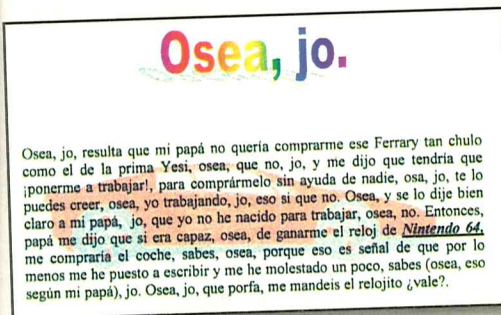 Osea, jo.
Osea, jo, resulta que mi papá no quería comprarme ese Ferrary tan chulo
como el de la prima Yesi, osea, que no, jo, y me dijo que tendría que
¡ponerme a trabajar!, para comprármelo sin ayuda de nadie, osa, jo, te lo
puedes creer, osea, yo trabajando, jo, eso si que no. Osea, y se lo dije bien
claro a mi papá, jo, que yo no he nacido para trabajar, osea, no. Entonces,
papá me dijo que si era capaz, osea, de ganarme el reloj de Nintendo 64,
me compraría el coche, sabes, osea, porque eso es señal de que por lo
menos me he puesto a escribir y me he molestado un poco, sabes (osea, eso
según mi papá), jo. Osea, jo, que porfa, me mandeis el relojito ¿vale?.